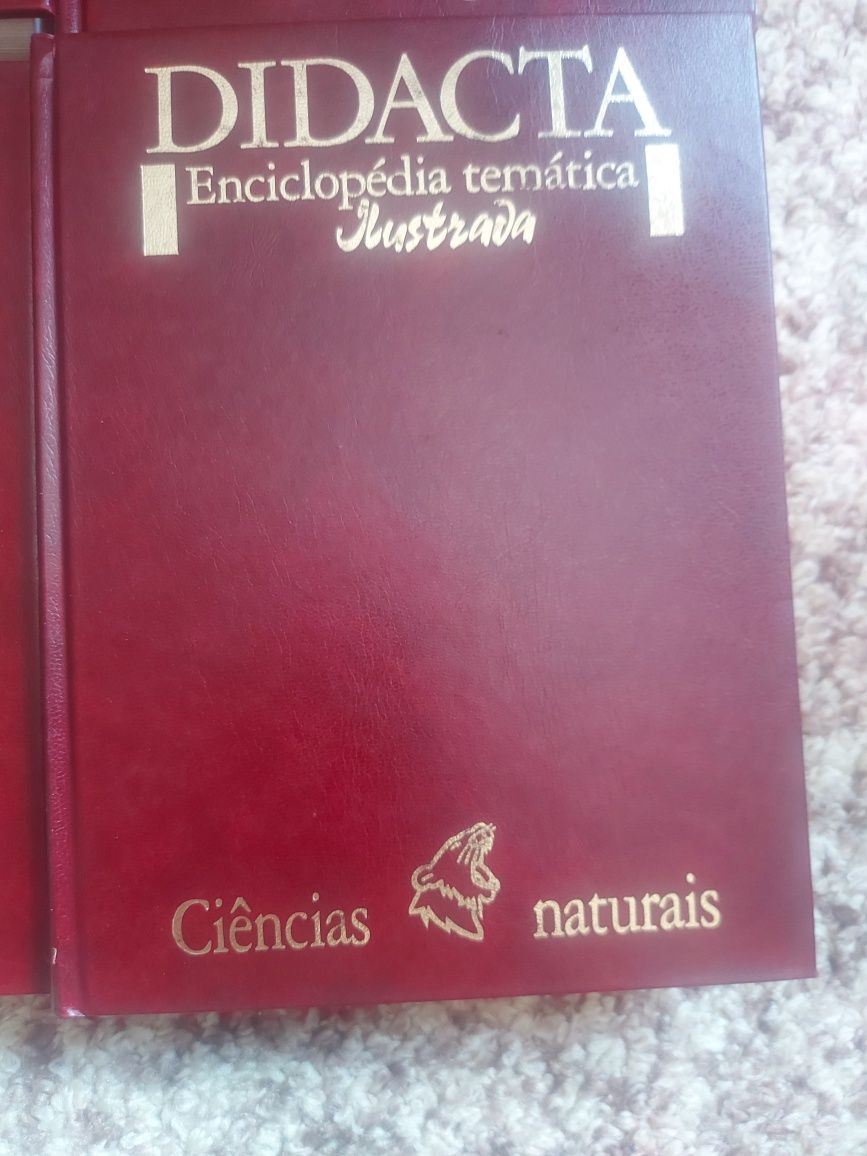 DIDACTA
Enciclopédia temática
Ilustrada
Ciências naturais